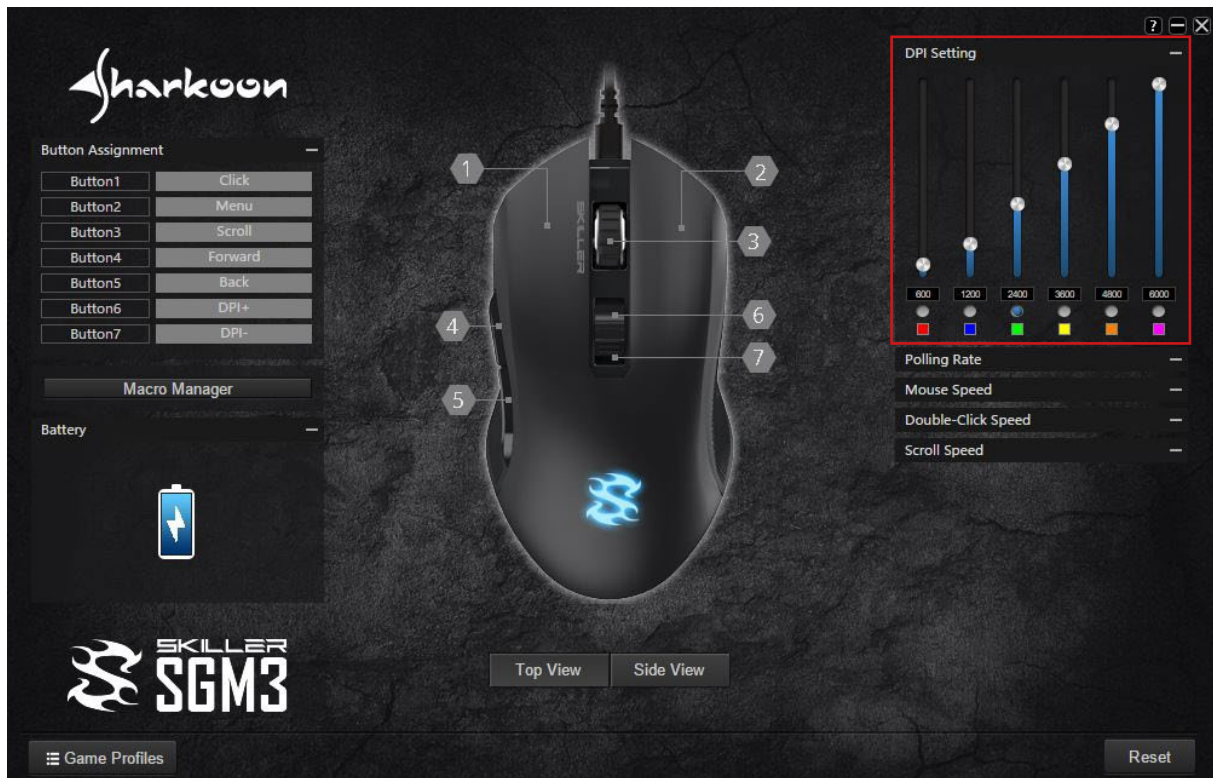 ?
Sharkoon
Button Assignment
Button1 Click
Button2 Menu
Button3 Scroll
Button4 Forward
Button5 Back
Button6 DPI+
Button7 DPI-
Macro Manager
Battery
SKILLER
SGM3
Game Profiles
1
2
SKILLER
3
4
6
7
5
Top View Side View
DPI Setting
600 1200 2400 3600 4800 6000
Polling Rate
Mouse Speed
Double-Click Speed
Scroll Speed
Reset